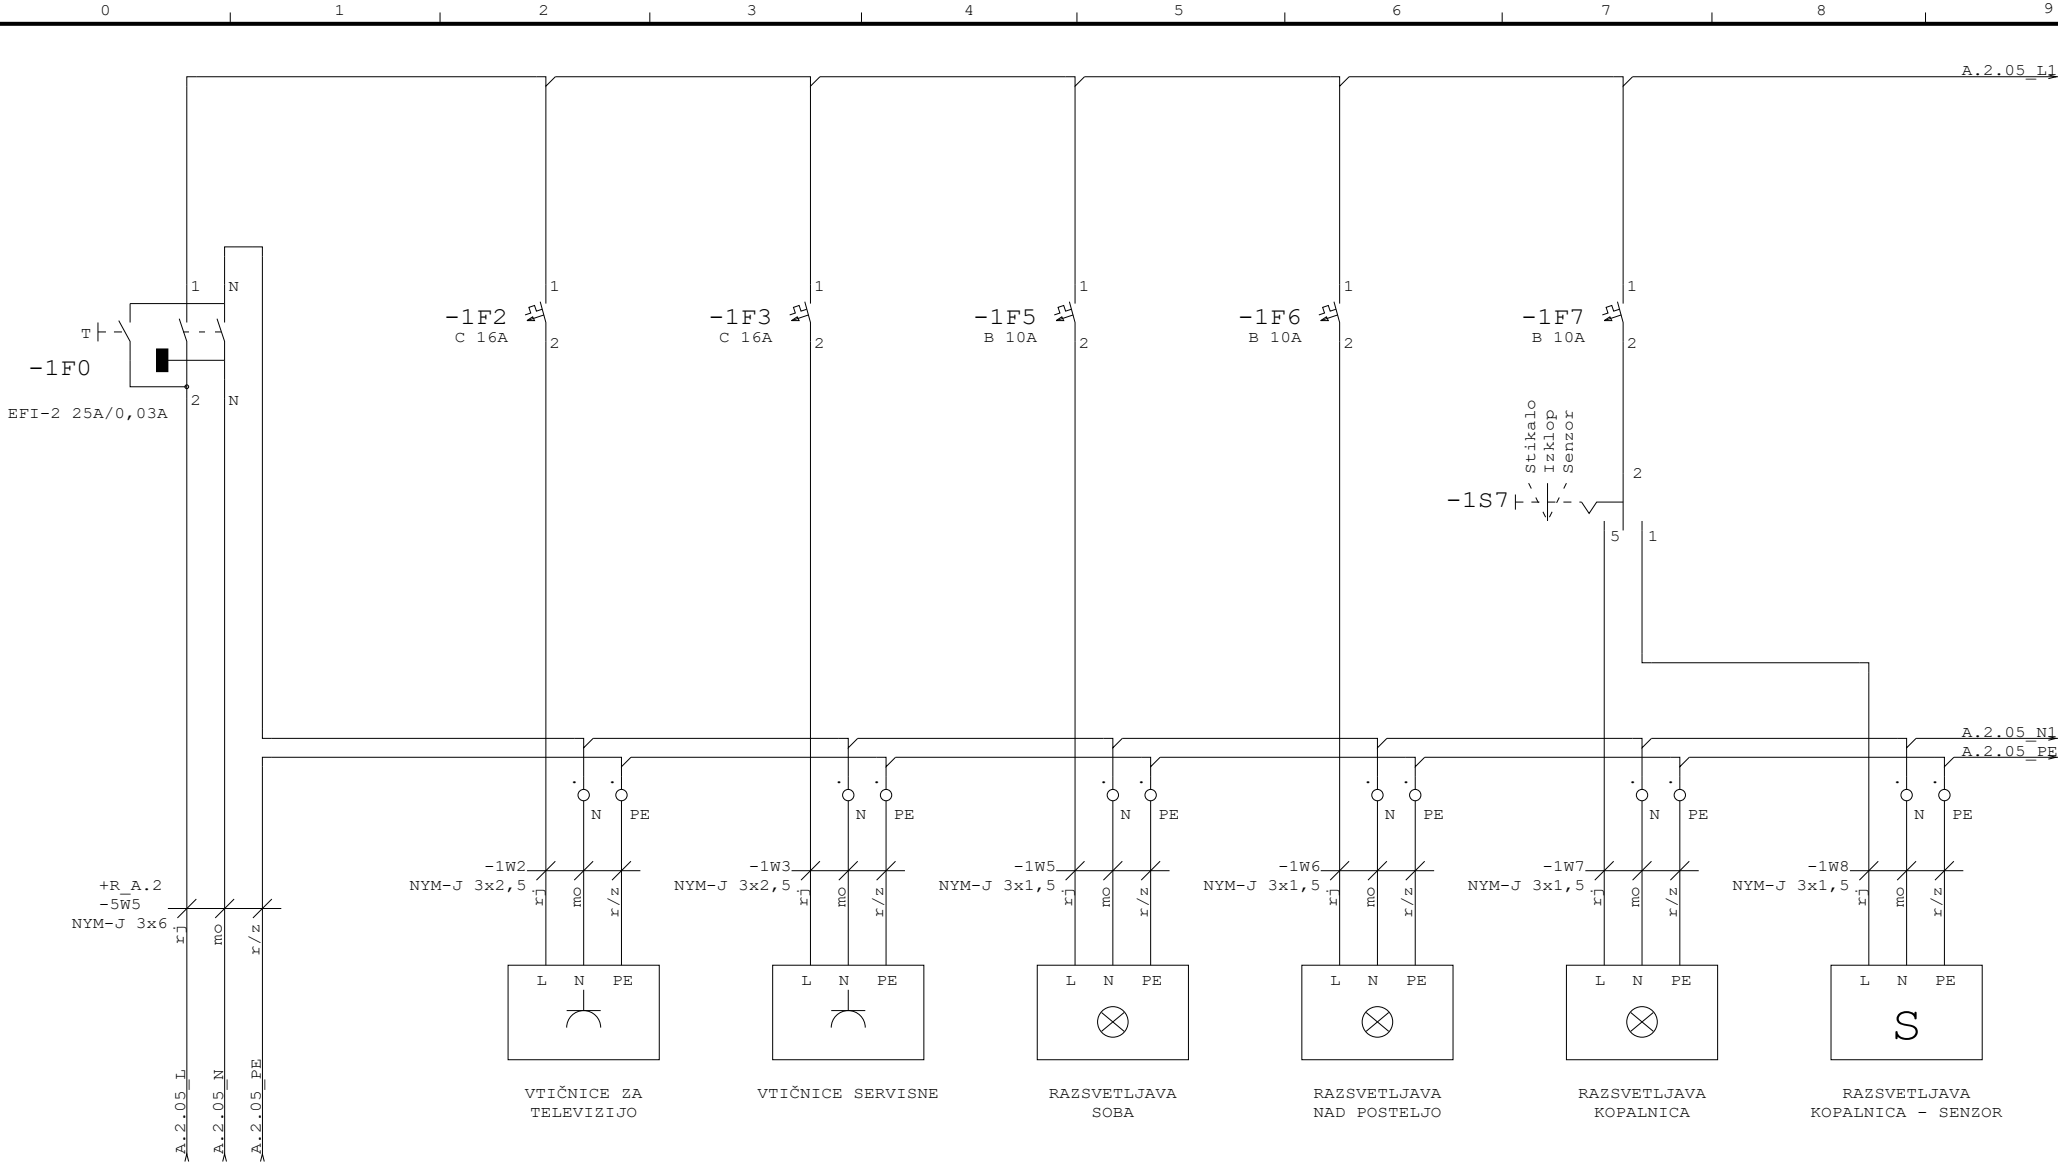 0 1 2 3 4 5 6 7 8 9
A.2.05_L1
1 N
1
1
1
1
1
T
-1F0
EFI-2 25A/0,03A
2 N
-1F2
C 16A
2
-1F3
C 16A
2
-1F5
B 10A
2
-1F6
B 10A
2
-1F7
B 10A
2
Stikalo
Izklop
Senzor
2
-1S7
5 1
A.2.05_N1
A.2.05_PE
N PE
N PE
N PE
N PE
N PE
N PE
+R_A.2
-5W5
NYM-J 3x6
rj mo r/z
-1W2
NYM-J 3x2,5
rj mo r/z
-1W3
NYM-J 3x2,5
rj mo r/z
-1W5
NYM-J 3x1,5
rj mo r/z
-1W6
NYM-J 3x1,5
rj mo r/z
-1W7
NYM-J 3x1,5
rj mo r/z
-1W8
NYM-J 3x1,5
rj mo r/z
L N PE
L N PE
L N PE
L N PE
L N PE
L N PE
S
A.2.05_L
A.2.05_N
A.2.05_PE
VTIČNICE ZA
TELEVIZIJO
VTIČNICE SERVISNE
RAZSVETLJAVA
SOBA
RAZSVETLJAVA
NAD POSTELJO
RAZSVETLJAVA
KOPALNICA
RAZSVETLJAVA
KOPALNICA - SENZOR